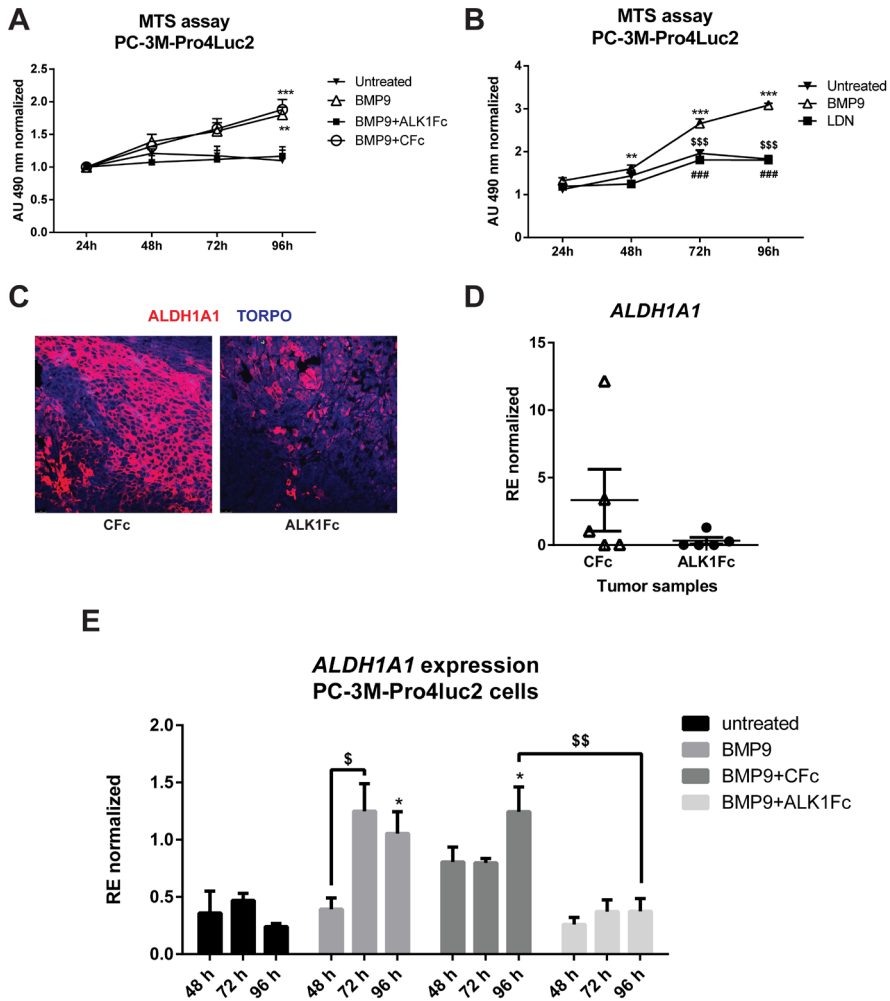 A
MTS assay
PC-3M-Pro4Luc2
AU 490 nm normalized
2.5
2.0
1.5
1.0
0.5
0.0
***
**
24h 48h 72h 96h
Untreated
BMP9
BMP9+ALK1Fc
BMP9+CFc
B
MTS assay
PC-3M-Pro4Luc2
AU 490 nm normalized
4
3
2
1
0
** *** ***
$$$ $$$
### ###
24h 48h 72h 96h
Untreated
BMP9
LDN
C
ALDH1A1 TORPO
CFc ALK1Fc
D
ALDH1A1
RE normalized
15
10
5
0
CFc ALK1Fc
Tumor samples
E
ALDH1A1 expression
PC-3M-Pro4luc2 cells
RE normalized
2.0
1.5
1.0
0.5
0.0
$ * * $$
48 h 72 h 96 h 48 h 72 h 96 h 48 h 72 h 96 h 48 h 72 h 96 h
untreated
BMP9
BMP9+CFc
BMP9+ALK1Fc